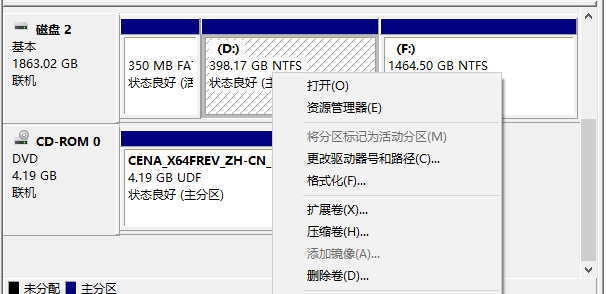 磁盘 2
基本
1863.02 GB
联机
350 MB FA
状态良好 (活
(D:)
398.17 GB NTFS
状态良好 (主
(F:)
1464.50 GB NTFS
打开(O)
资源管理器(E)
将分区标记为活动分区(M)
更改驱动器号和路径(C)...
格式化(F)...
扩展卷(X)...
压缩卷(H)...
添加镜像(A)...
删除卷(D)...
CD-ROM 0
DVD
4.19 GB
联机
CENA_X64FREV_ZH-CN_
4.19 GB UDF
状态良好 (主分区)
未分配 主分区